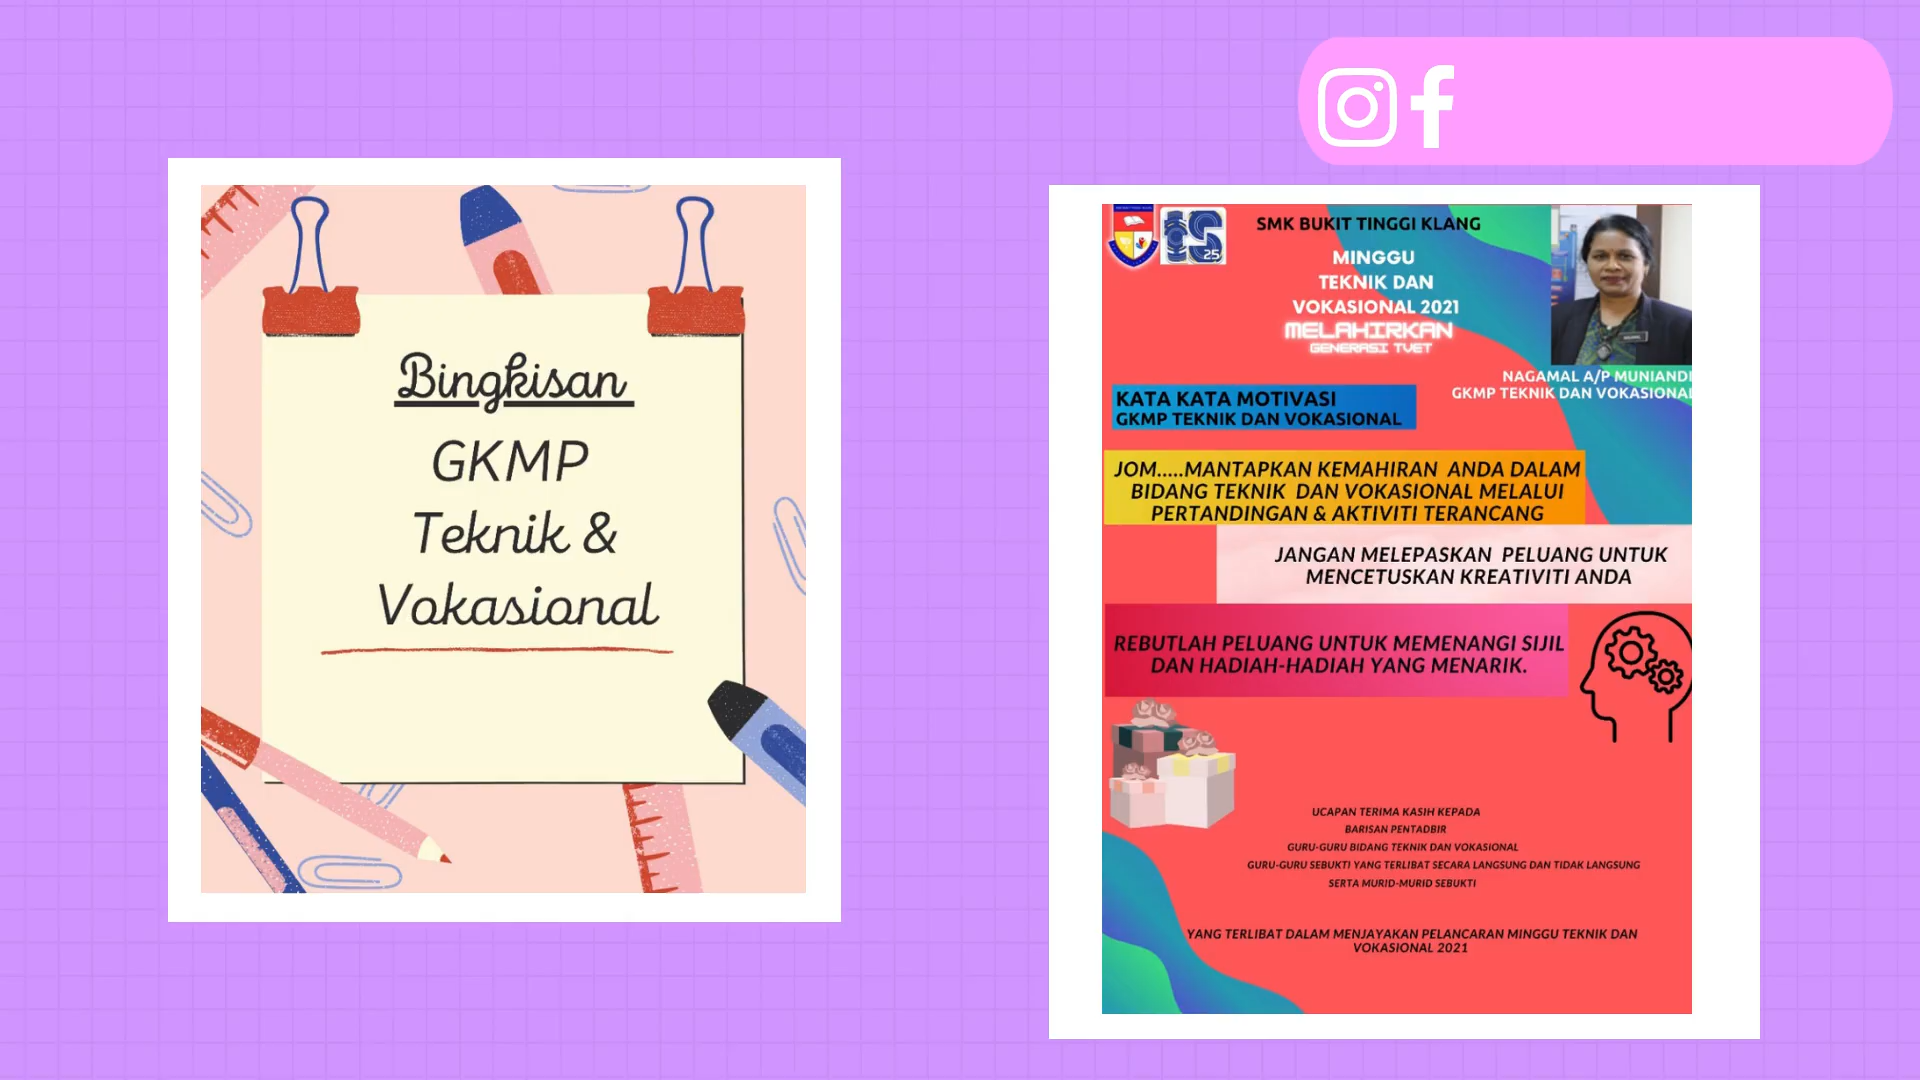 Bingkisan
GKMP
Teknik &
Vokasional
25
SMK BUKIT TINGGI KLANG
MINGGU
TEKNIK DAN
VOKASIONAL 2021
MELAHIRKAN
GENERASI TVET
NAGAMAL A/P MUNIANDI
GKMP TEKNIK DAN VOKASIONAL
KATA KATA MOTIVASI
GKMP TEKNIK DAN VOKASIONAL
JOM.....MANTAPKAN KEMAHIRAN ANDA DALAM
BIDANG TEKNIK DAN VOKASIONAL MELALUI
PERTANDINGAN & AKTIVITI TERANCANG
JANGAN MELEPASKAN PELUANG UNTUK
MENCETUSKAN KREATIVITI ANDA
REBUTLAH PELUANG UNTUK MEMENANGI SIJIL
DAN HADIAH-HADIAH YANG MENARIK.
UCAPAN TERIMA KASIH KEPADA
BARISAN PENTADBIR
GURU-GURU BIDANG TEKNIK DAN VOKASIONAL
GURU-GURU SEBUKTI YANG TERLIBAT SECARA LANGSUNG DAN TIDAK LANGSUNG
SERTA MURID-MURID SEBUKTI
YANG TERLIBAT DALAM MENJAYAKAN PELANCARAN MINGGU TEKNIK DAN
VOKASIONAL 2021